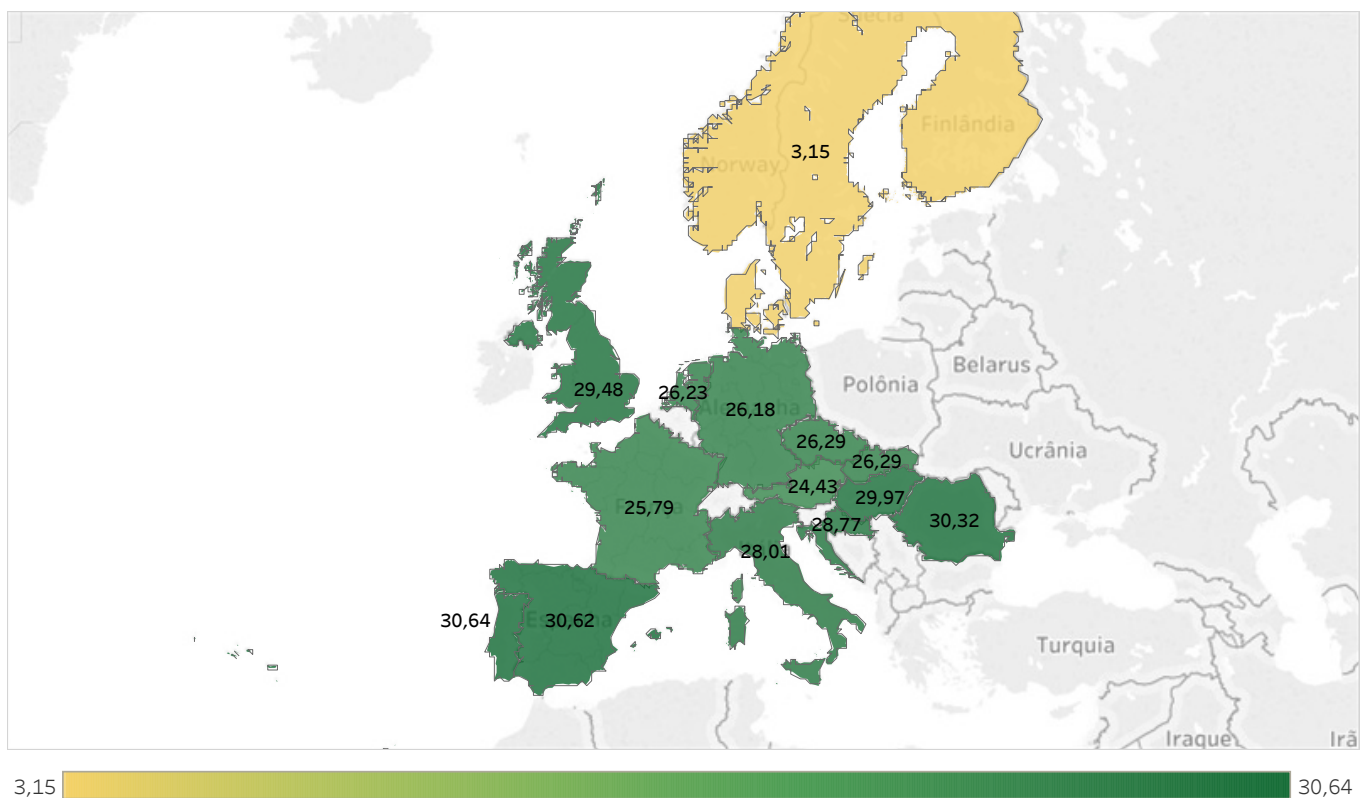 Suécia
Finlândia
Norway
3,15
Belarus
Polônia
29,48
26,23
Alemanha
26,18
Ucrânia
26,29
26,29
24,43
29,97
25,79
28,77
30,32
28,01
30,64
Espanha
30,62
Turquia
Iraque
Irã
3,15
30,64